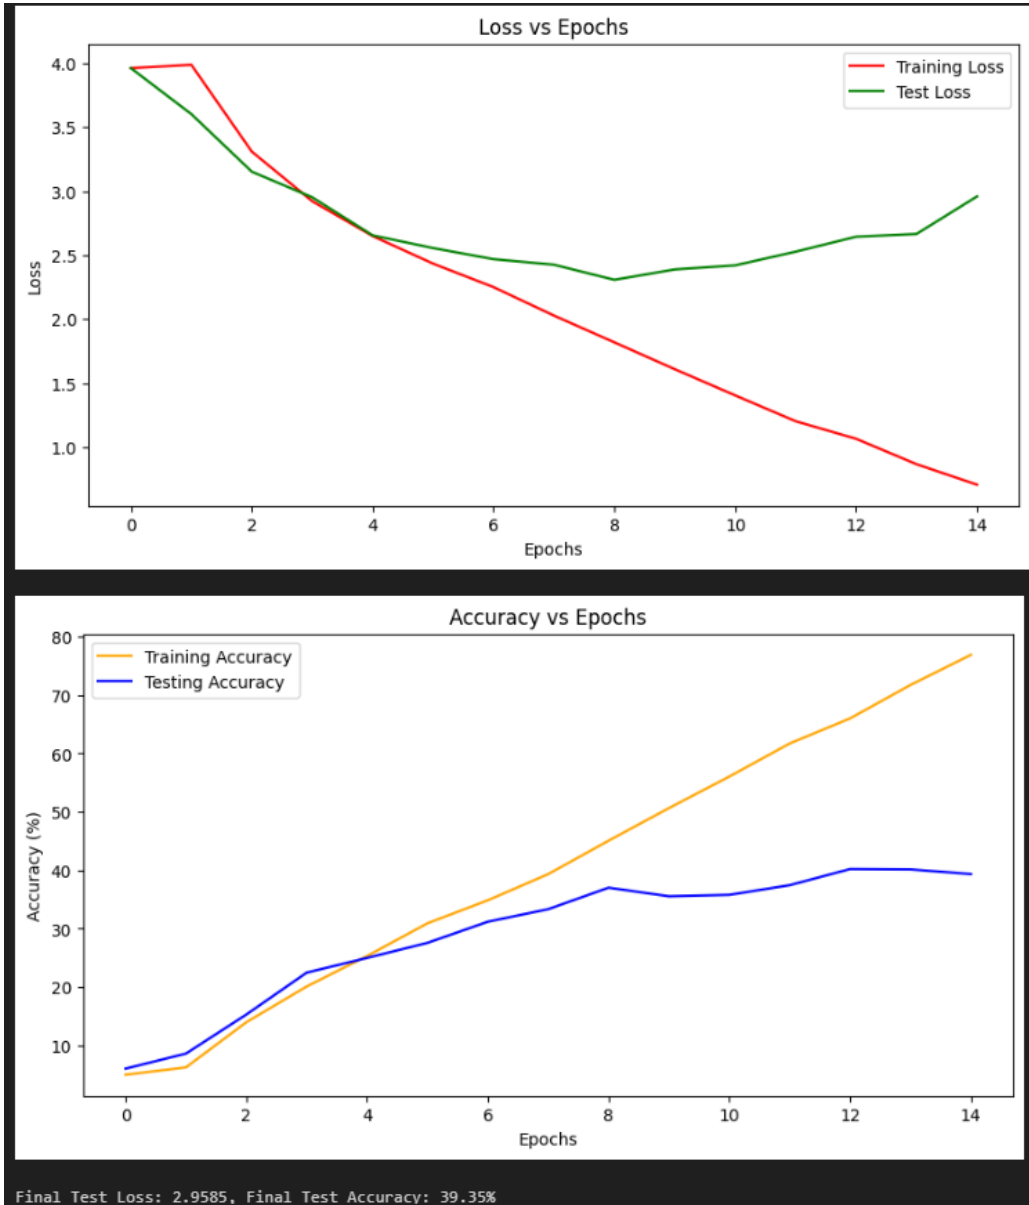 Loss vs Epochs
Training Loss
Test Loss
4.0
3.5
3.0
2.5
2.0
1.5
1.0
Loss
0 2 4 6 8 10 12 14
Epochs
Accuracy vs Epochs
Training Accuracy
Testing Accuracy
80
70
60
50
40
30
20
10
Accuracy (%)
0 2 4 6 8 10 12 14
Epochs
Final Test Loss: 2.9585, Final Test Accuracy: 39.35%